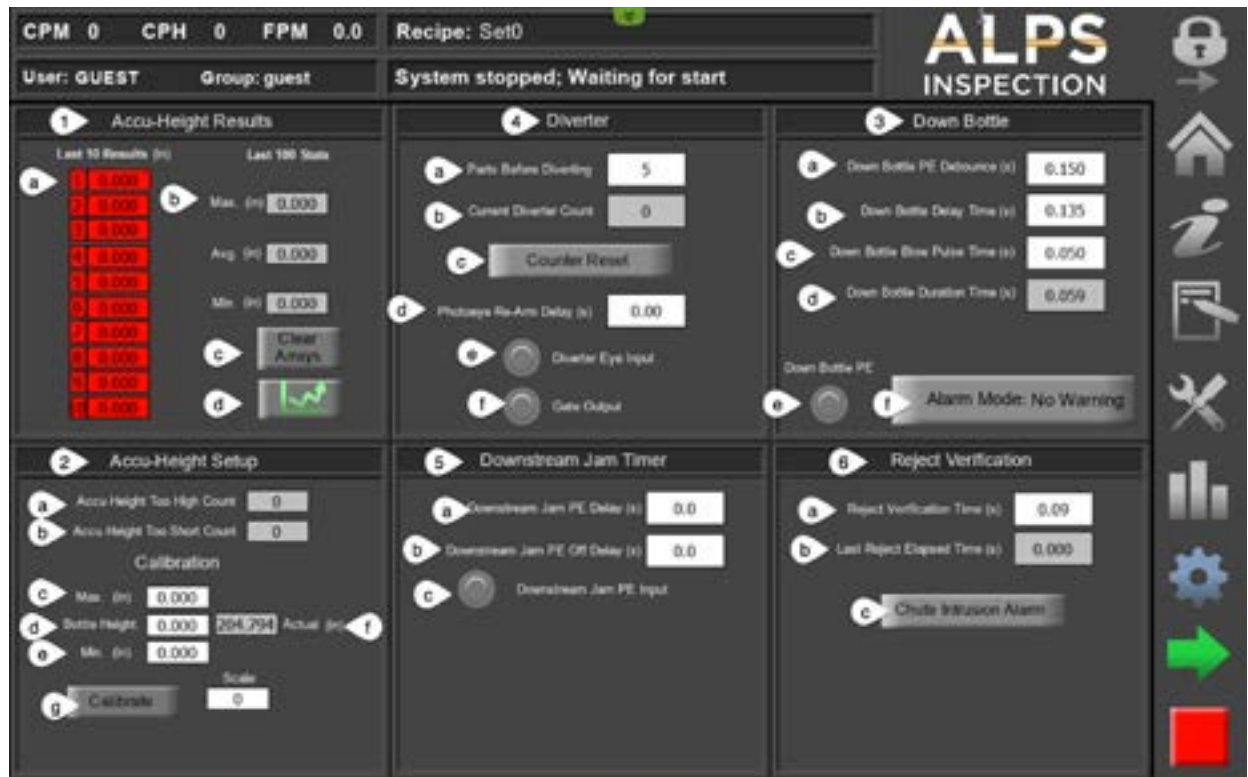 CPM 0 CPH 0 FPM 0.0
Recipe: Set0
User: GUEST Group: guest
System stopped; Waiting for start
ALPS
INSPECTION
1 Accu-Height Results
Last 10 Results (in) Last 100 Stats
a
1 0.000
2 0.000
3 0.000
4 0.000
5 0.000
6 0.000
7 0.000
8 0.000
9 0.000
10 0.000
b Max. (in) 0.000
Avg. (in) 0.000
Min. (in) 0.000
c Clear
Arrays
d
4 Diverter
a Parts Before Diverting 5
b Current Diverter Count 0
c Counter Reset
d Photoeye Re-Arm Delay (s) 0.00
e Diverter Eye Input
f Gate Output
3 Down Bottle
a Down Bottle PE Debounce (s) 0.150
b Down Bottle Delay Time (s) 0.135
c Down Bottle Blow Pulse Time (s) 0.050
d Down Bottle Duration Time (s) 0.059
Down Bottle PE
e
f Alarm Mode: No Warning
2 Accu-Height Setup
a Accu Height Too High Count 0
b Accu Height Too Short Count 0
Calibration
c Max. (in) 0.000
d Bottle Height 0.000 204.794 Actual (in) f
e Min. (in) 0.000
Scale
g Calibrate 0
5 Downstream Jam Timer
a Downstream Jam PE Delay (s) 0.0
b Downstream Jam PE Off Delay (s) 0.0
c Downstream Jam PE Input
6 Reject Verification
a Reject Verification Time (s) 0.09
b Last Reject Elapsed Time (s) 0.000
c Chute Intrusion Alarm